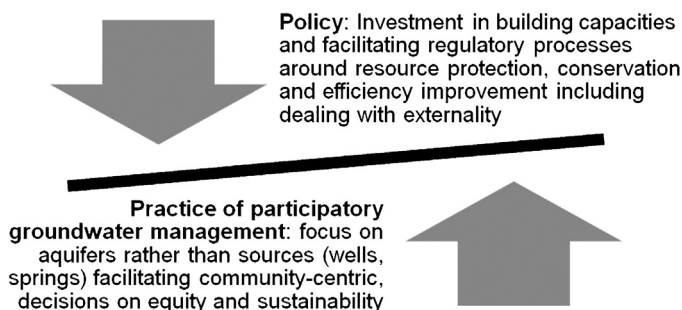 Policy: Investment in building capacities
and facilitating regulatory processes
around resource protection, conservation
and efficiency improvement including
dealing with externality
Practice of participatory
groundwater management: focus on
aquifers rather than sources (wells,
springs) facilitating community-centric,
decisions on equity and sustainability